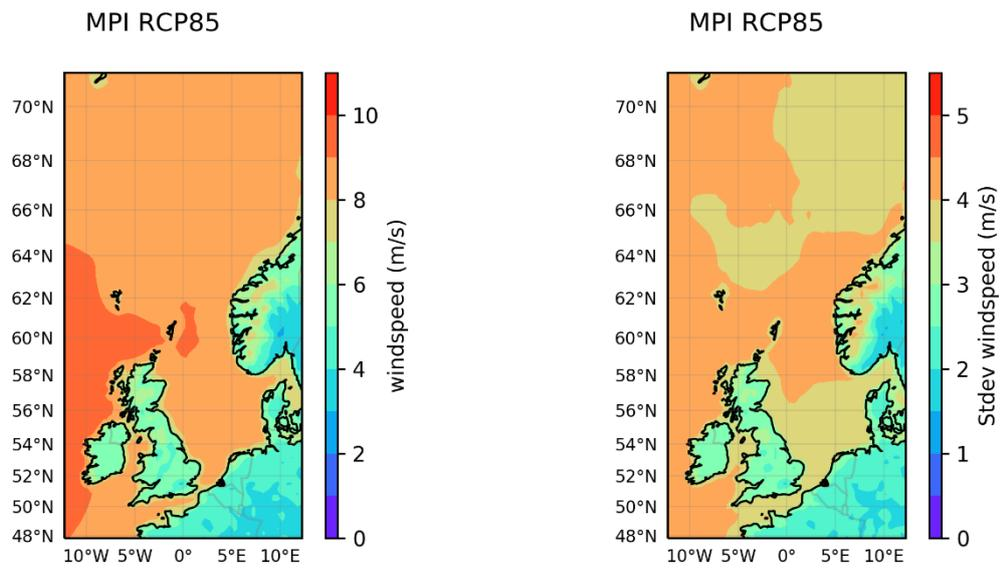 MPI RCP85
70°N
68°N
66°N
64°N
62°N
60°N
58°N
56°N
54°N
52°N
50°N
48°N
10°W 5°W 0° 5°E 10°E
10
8
6
4
2
0
windspeed (m/s)
MPI RCP85
70°N
68°N
66°N
64°N
62°N
60°N
58°N
56°N
54°N
52°N
50°N
48°N
10°W 5°W 0° 5°E 10°E
5
4
3
2
1
0
Stdev windspeed (m/s)